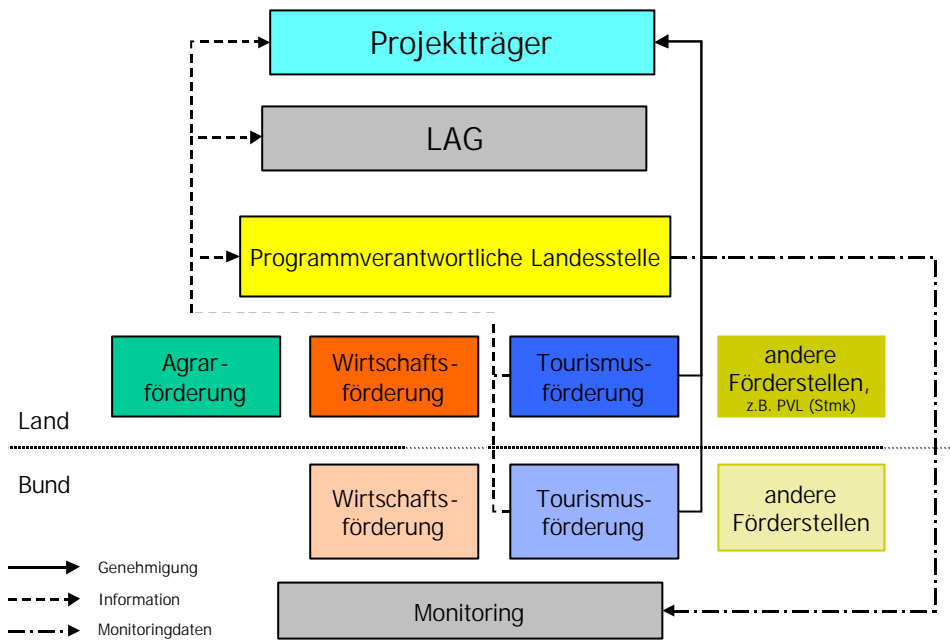 Projektträger
LAG
Programmverantwortliche Landesstelle
Agrar-
förderung
Wirtschafts-
förderung
Tourismus-
förderung
andere
Förderstellen,
z.B. PVL (Stmk)
Land
Bund
Wirtschafts-
förderung
Tourismus-
förderung
andere
Förderstellen
Genehmigung
Information
Monitoringdaten
Monitoring